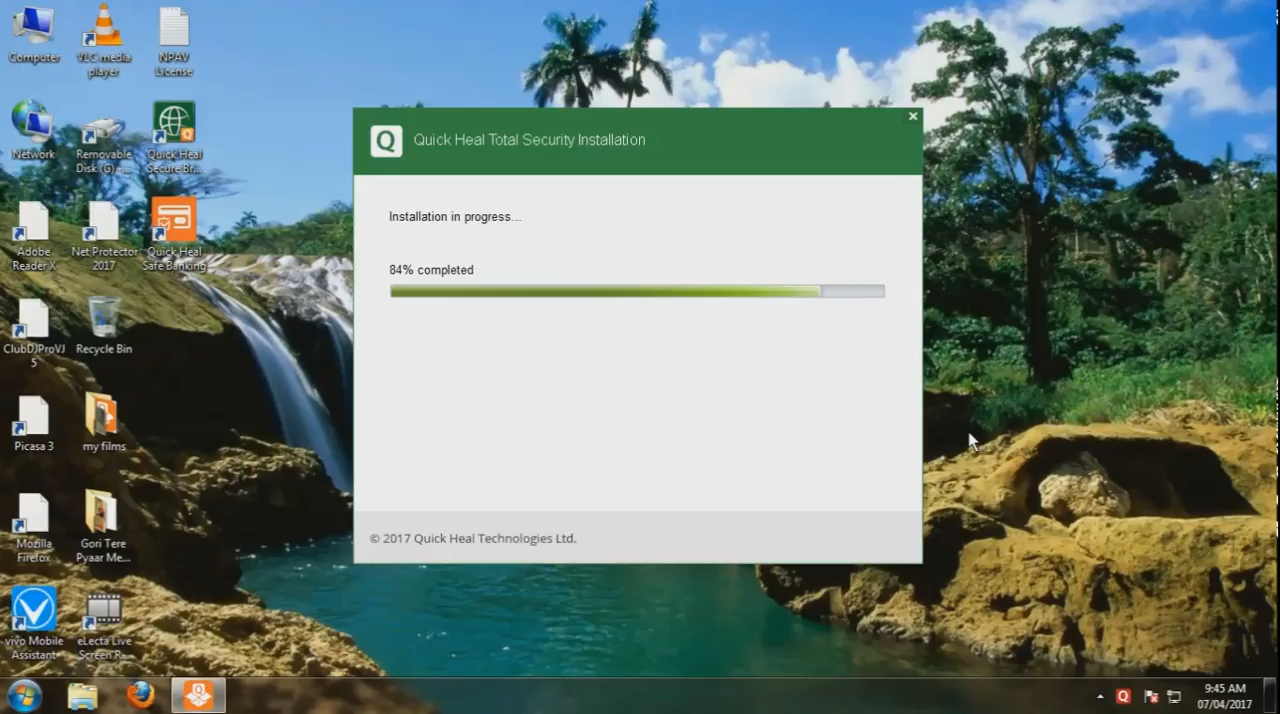 Computer
VLC media
player
NPAV
License
Network
Removable
Disk (G) -...
Quick Heal
Secure Br...
Adobe
Reader X
Net Protector
2017
Quick Heal
Safe Banking
ClubDJProVJ
5
Recycle Bin
Picasa 3
my films
Mozilla
Firefox
Gori Tere
Pyaar Me...
vivo Mobile
Assistant
eLecta Live
Screen R...
Q
Quick Heal Total Security Installation
Installation in progress...
84% completed
© 2017 Quick Heal Technologies Ltd.
9:45 AM
07/04/2017